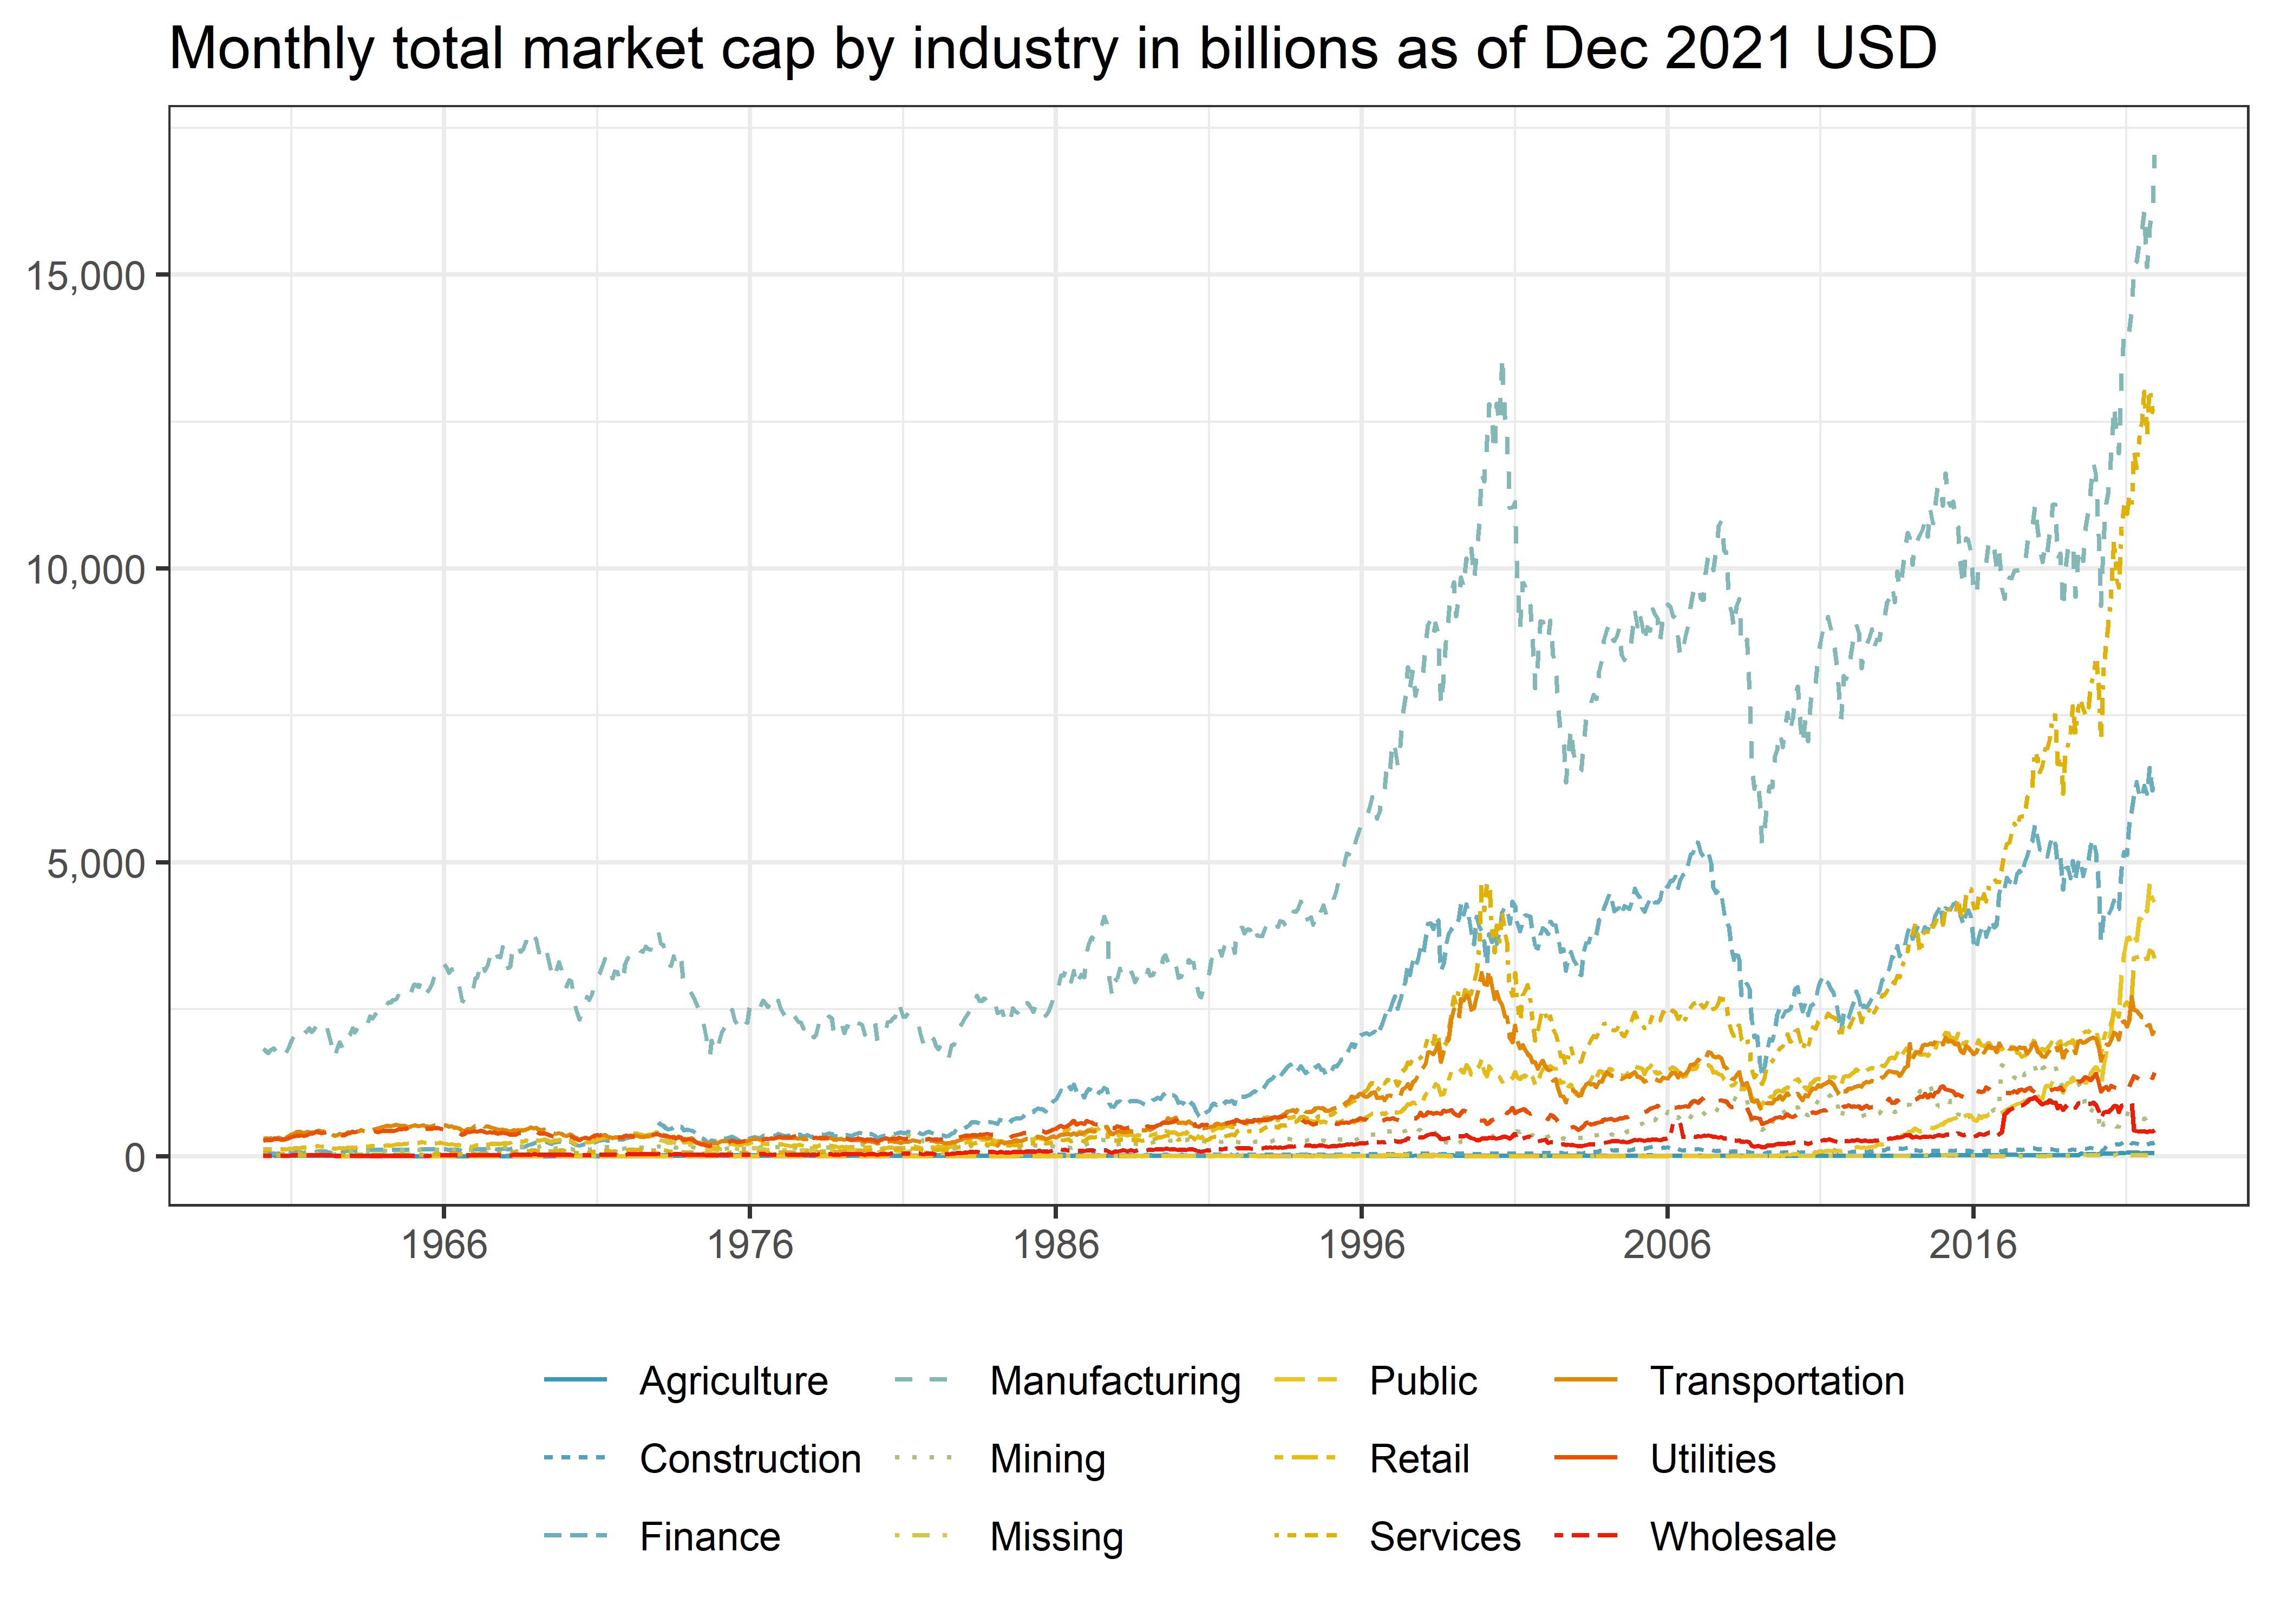 Monthly total market cap by industry in billions as of Dec 2021 USD
15,000
10,000
5,000
0
1966 1976 1986 1996 2006 2016
Agriculture Manufacturing Public Transportation
Construction Mining Retail Utilities
Finance Missing Services Wholesale